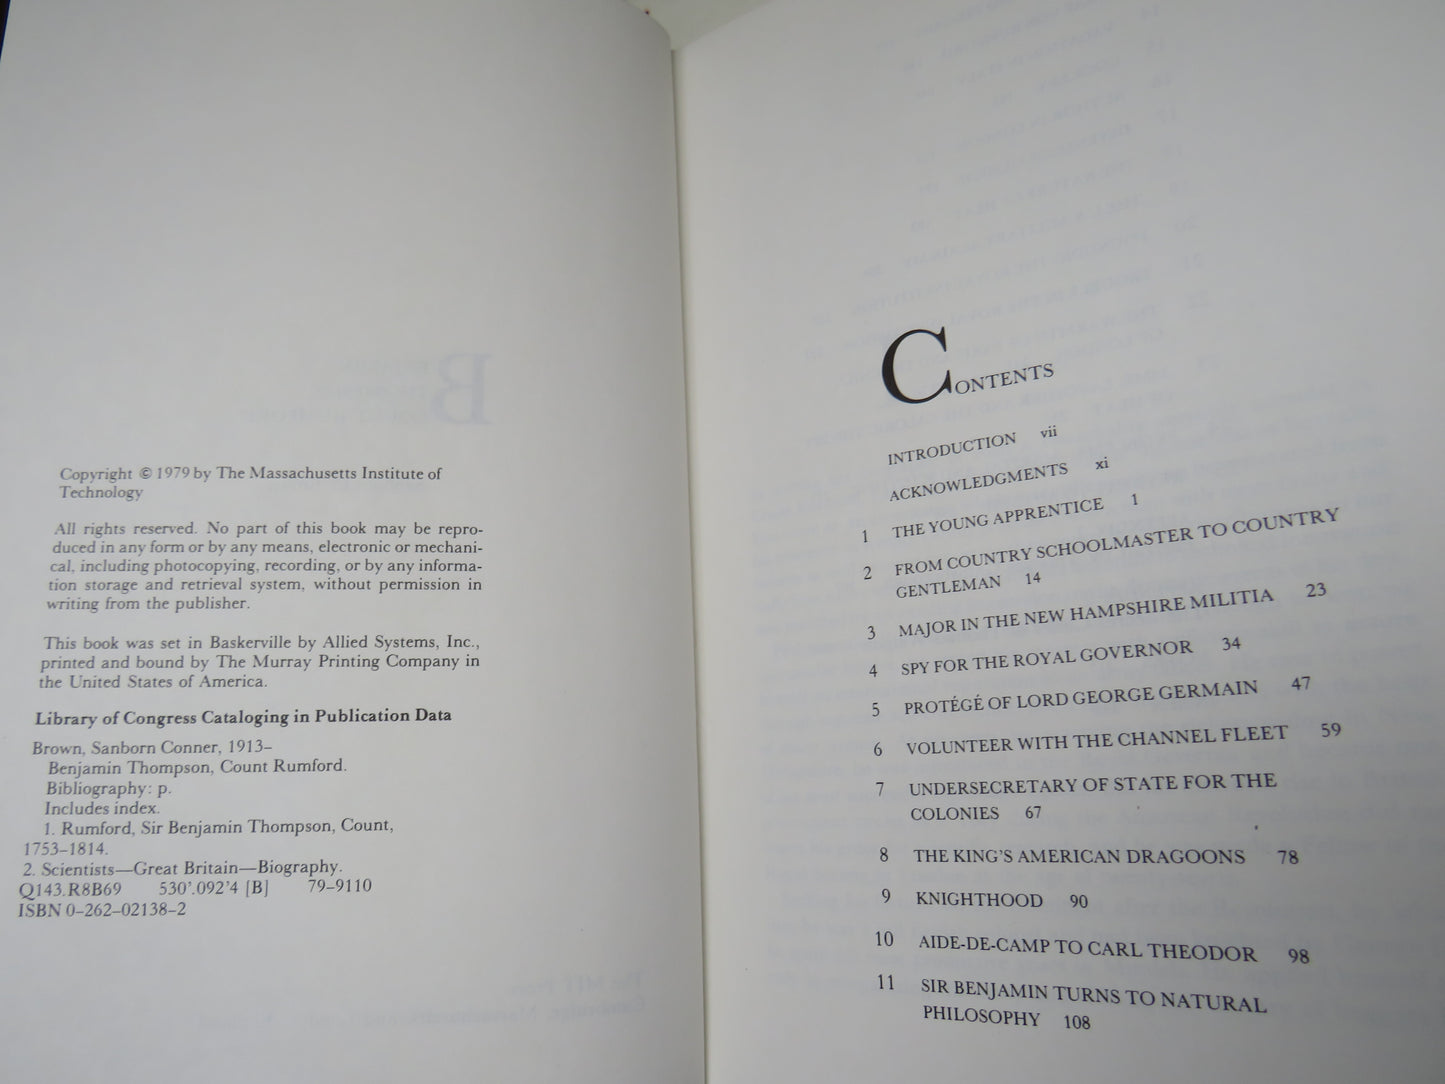 Copyright © 1979 by The Massachusetts Institute of
Technology
All rights reserved. No part of this book may be repro-
duced in any form or by any means, electronic or mechani-
cal, including photocopying, recording, or by any informa-
tion storage and retrieval system, without permission in
writing from the publisher.
This book was set in Baskerville by Allied Systems, Inc.,
printed and bound by The Murray Printing Company in
the United States of America.
Library of Congress Cataloging in Publication Data
Brown, Sanborn Conner, 1913–
Benjamin Thompson, Count Rumford.
Bibliography: p.
Includes index.
1. Rumford, Sir Benjamin Thompson, Count,
1753–1814.
2. Scientists—Great Britain—Biography.
Q143.R8B69 530'.092'4 [B] 79-9110
ISBN 0-262-02138-2
CONTENTS
INTRODUCTION vii
ACKNOWLEDGMENTS xi
1 THE YOUNG APPRENTICE 1
2 FROM COUNTRY SCHOOLMASTER TO COUNTRY
GENTLEMAN 14
3 MAJOR IN THE NEW HAMPSHIRE MILITIA 23
4 SPY FOR THE ROYAL GOVERNOR 34
5 PROTÉGÉ OF LORD GEORGE GERMAIN 47
6 VOLUNTEER WITH THE CHANNEL FLEET 59
7 UNDERSECRETARY OF STATE FOR THE
COLONIES 67
8 THE KING'S AMERICAN DRAGOONS 78
9 KNIGHTHOOD 90
10 AIDE-DE-CAMP TO CARL THEODOR 98
11 SIR BENJAMIN TURNS TO NATURAL
PHILOSOPHY 108